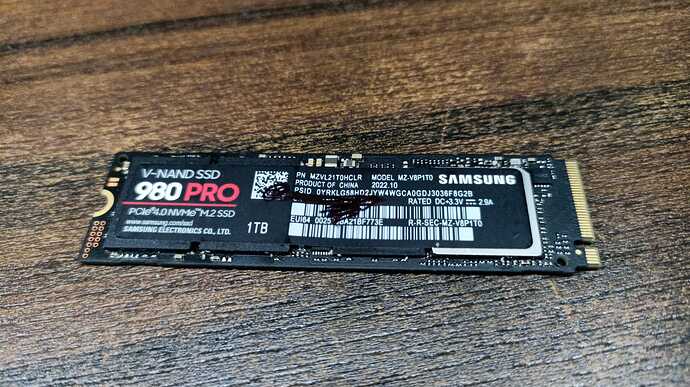 V-NAND SSD
980 PRO
PCIe 4.0 NVMe M.2 SSD
www.samsung.com/ssd
SAMSUNG ELECTRONICS CO., LTD.
1TB
PN MZVL21T0HCLR MODEL MZ-V8P1T0
PRODUCT OF CHINA 2022.10
SAMSUNG
RATED DC+3.3V 2.9A
EUI64
R-R-SEC-MZ-V8P1T0